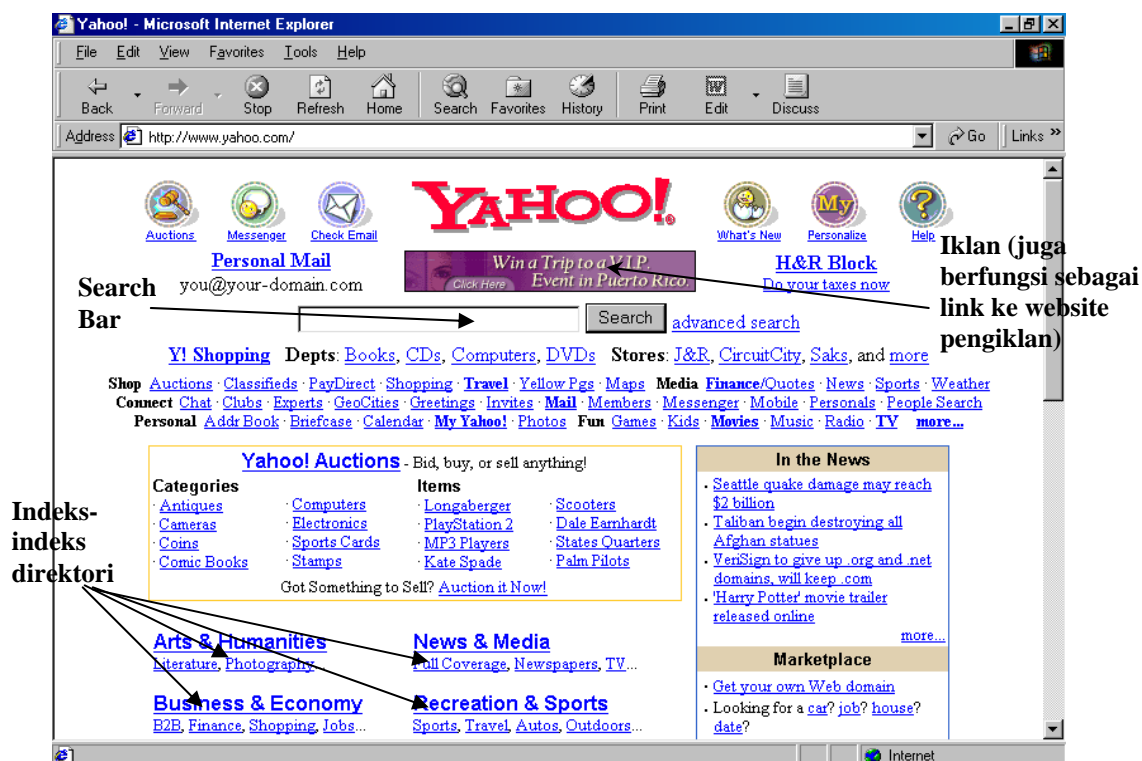 Yahoo! - Microsoft Internet Explorer
File Edit View Favorites Tools Help
Back Forward Stop Refresh Home Search Favorites History Print Edit Discuss
Address http://www.yahoo.com/ Go Links »
YAHOO!
My
Auctions Messenger Check Email What's New Personalize Help
Personal Mail
you@your-domain.com
Win a Trip to a V.I.P.
Click Here Event in Puerto Rico.
H&R Block
Do your taxes now
Iklan (juga
berfungsi sebagai
link ke website
pengiklan)
Search
Bar
Search advanced search
Y! Shopping Depts: Books, CDs, Computers, DVDs Stores: J&R, CircuitCity, Saks, and more
Shop Auctions · Classifieds · PayDirect · Shopping · Travel · Yellow Pgs · Maps Media Finance/Quotes · News · Sports · Weather
Connect Chat · Clubs · Experts · GeoCities · Greetings · Invites · Mail · Members · Messenger · Mobile · Personals · People Search
Personal Addr Book · Briefcase · Calendar · My Yahoo! · Photos Fun Games · Kids · Movies · Music · Radio · TV more...
Yahoo! Auctions - Bid, buy, or sell anything!
Categories Items
· Antiques · Computers · Longaberger · Scooters
· Cameras · Electronics · PlayStation 2 · Dale Earnhardt
· Coins · Sports Cards · MP3 Players · States Quarters
· Comic Books · Stamps · Kate Spade · Palm Pilots
Got Something to Sell? Auction it Now!
In the News
· Seattle quake damage may reach
$2 billion
· Taliban begin destroying all
Afghan statues
· VeriSign to give up .org and .net
domains, will keep .com
· 'Harry Potter' movie trailer
released online
more...
Indeks-
indeks
direktori
Arts & Humanities
Literature, Photography...
News & Media
Full Coverage, Newspapers, TV...
Business & Economy
B2B, Finance, Shopping, Jobs...
Recreation & Sports
Sports, Travel, Autos, Outdoors...
Marketplace
· Get your own Web domain
· Looking for a car? job? house?
date?
Internet